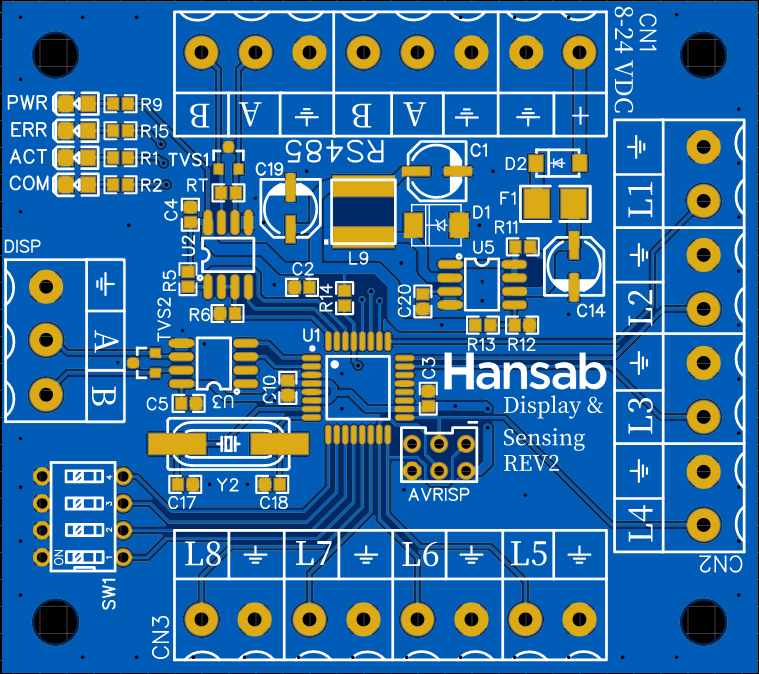 CN1
8-24 VDC
B
A
B
A
+
RS485
PWR
R9
ERR
R15
ACT
R1
COM
R2
TVS1
RT
C19
C1
D2
F1
L1
C4
U2
D1
R11
U5
L9
DISP
A
B
R5
C2
R14
C20
C14
L2
TVS2
R6
U1
R13
R12
C10
C3
Hansab
Display &
Sensing
REV2
L3
C5
U3
AVRISP
C17
Y2
C18
L4
CN2
4
3
2
1
ON
SW1
L8
L7
L6
L5
CN3